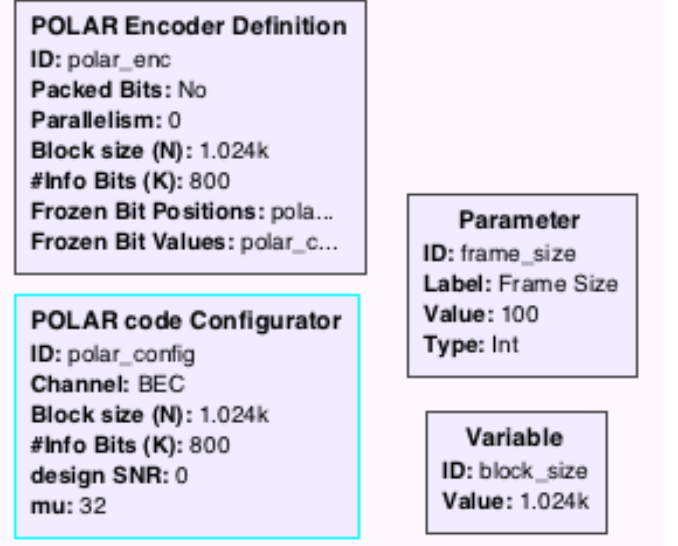 POLAR Encoder Definition
ID: polar_enc
Packed Bits: No
Parallelism: 0
Block size (N): 1.024k
#Info Bits (K): 800
Frozen Bit Positions: pola...
Frozen Bit Values: polar_c...
POLAR code Configurator
ID: polar_config
Channel: BEC
Block size (N): 1.024k
#Info Bits (K): 800
design SNR: 0
mu: 32
Parameter
ID: frame_size
Label: Frame Size
Value: 100
Type: Int
Variable
ID: block_size
Value: 1.024k